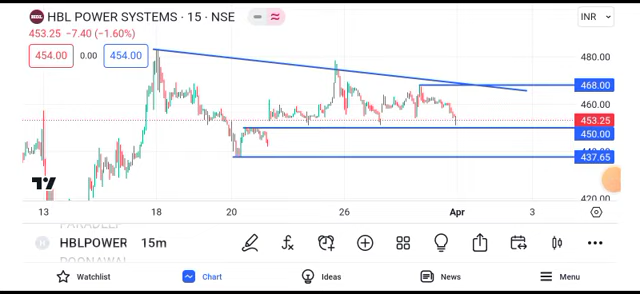 HBL POWER SYSTEMS · 15 · NSE
INR
453.25 −7.40 (−1.60%)
454.00 0.00 454.00
480.00
468.00
460.00
453.25
450.00
437.65
420.00
13 18 20 26 Apr 3
HBLPOWER 15m
Watchlist Chart Ideas News Menu